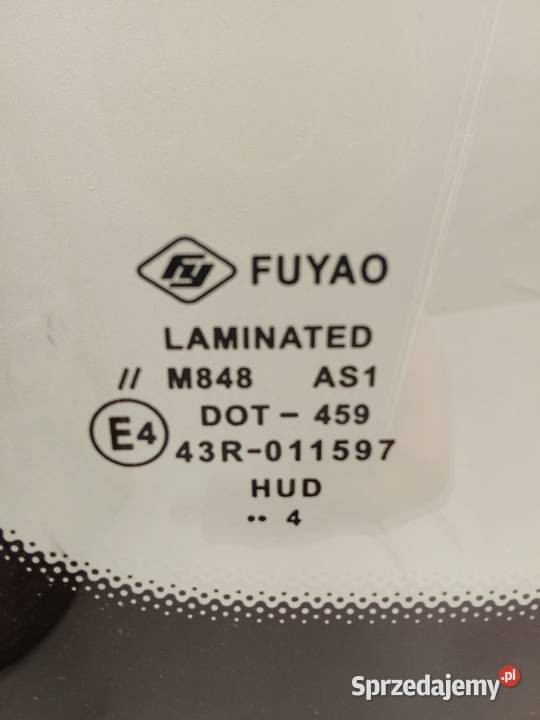 FY FUYAO
LAMINATED
// M848 AS1
DOT - 459
E4 43R-011597
HUD
•• 4
Sprzedajemy.pl